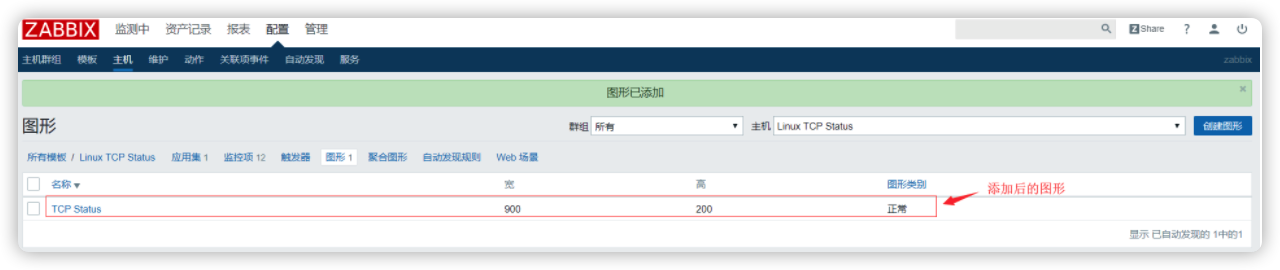 ZABBIX 监测中 资产记录 报表 配置 管理 Z Share ?
主机群组 模板 主机 维护 动作 关联项事件 自动发现 服务 zabbix
图形已添加
图形 群组 所有 主机 Linux TCP Status 创建图形
所有模板 / Linux TCP Status 应用集 1 监控项 12 触发器 图形 1 聚合图形 自动发现规则 Web 场景
名称 宽 高 图形类别
添加后的图形
TCP Status 900 200 正常
显示 已自动发现的 1中的1